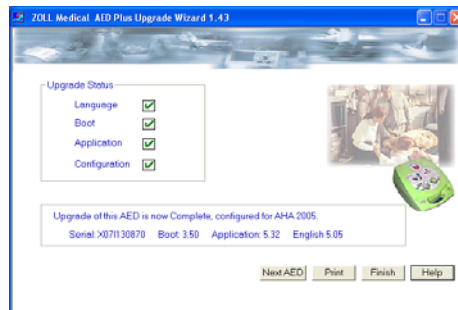 ZOLL Medical AED Plus Upgrade Wizard 1.43
Upgrade Status
Language
Boot
Application
Configuration
Upgrade of this AED is now Complete, configured for AHA 2005.
Serial: X07I130870 Boot: 3.50 Application: 5.32 English 5.05
Next AED Print Finish Help